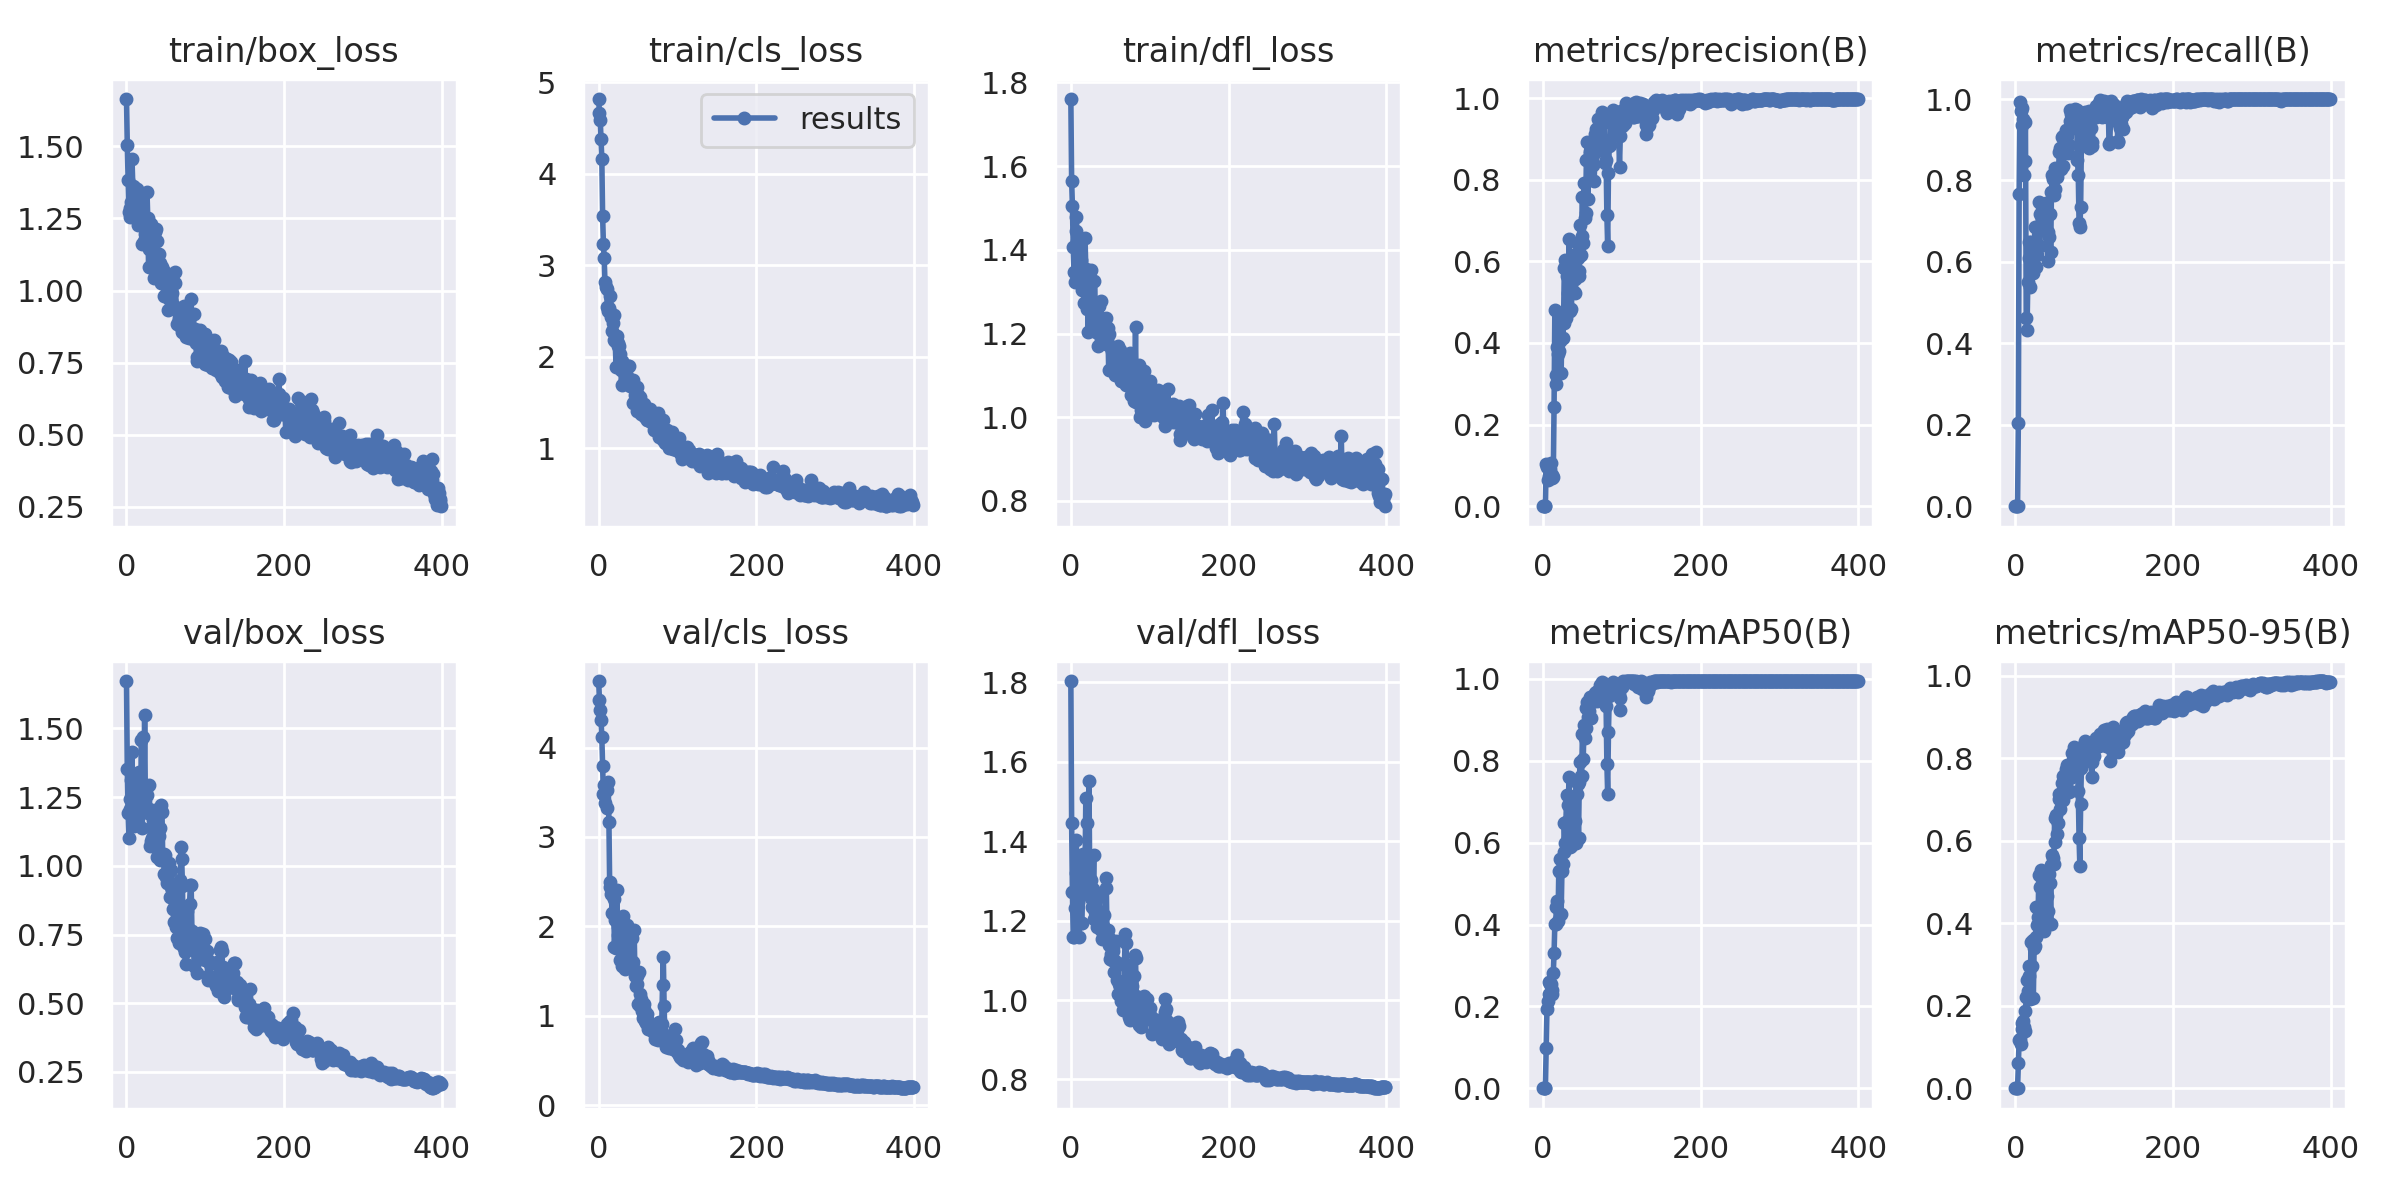 train/box_loss
1.50
1.25
1.00
0.75
0.50
0.25
0 200 400
train/cls_loss
results
5
4
3
2
1
0 200 400
train/dfl_loss
1.8
1.6
1.4
1.2
1.0
0.8
0 200 400
metrics/precision(B)
1.0
0.8
0.6
0.4
0.2
0.0
0 200 400
metrics/recall(B)
1.0
0.8
0.6
0.4
0.2
0.0
0 200 400
val/box_loss
1.50
1.25
1.00
0.75
0.50
0.25
0 200 400
val/cls_loss
4
3
2
1
0
0 200 400
val/dfl_loss
1.8
1.6
1.4
1.2
1.0
0.8
0 200 400
metrics/mAP50(B)
1.0
0.8
0.6
0.4
0.2
0.0
0 200 400
metrics/mAP50-95(B)
1.0
0.8
0.6
0.4
0.2
0.0
0 200 400